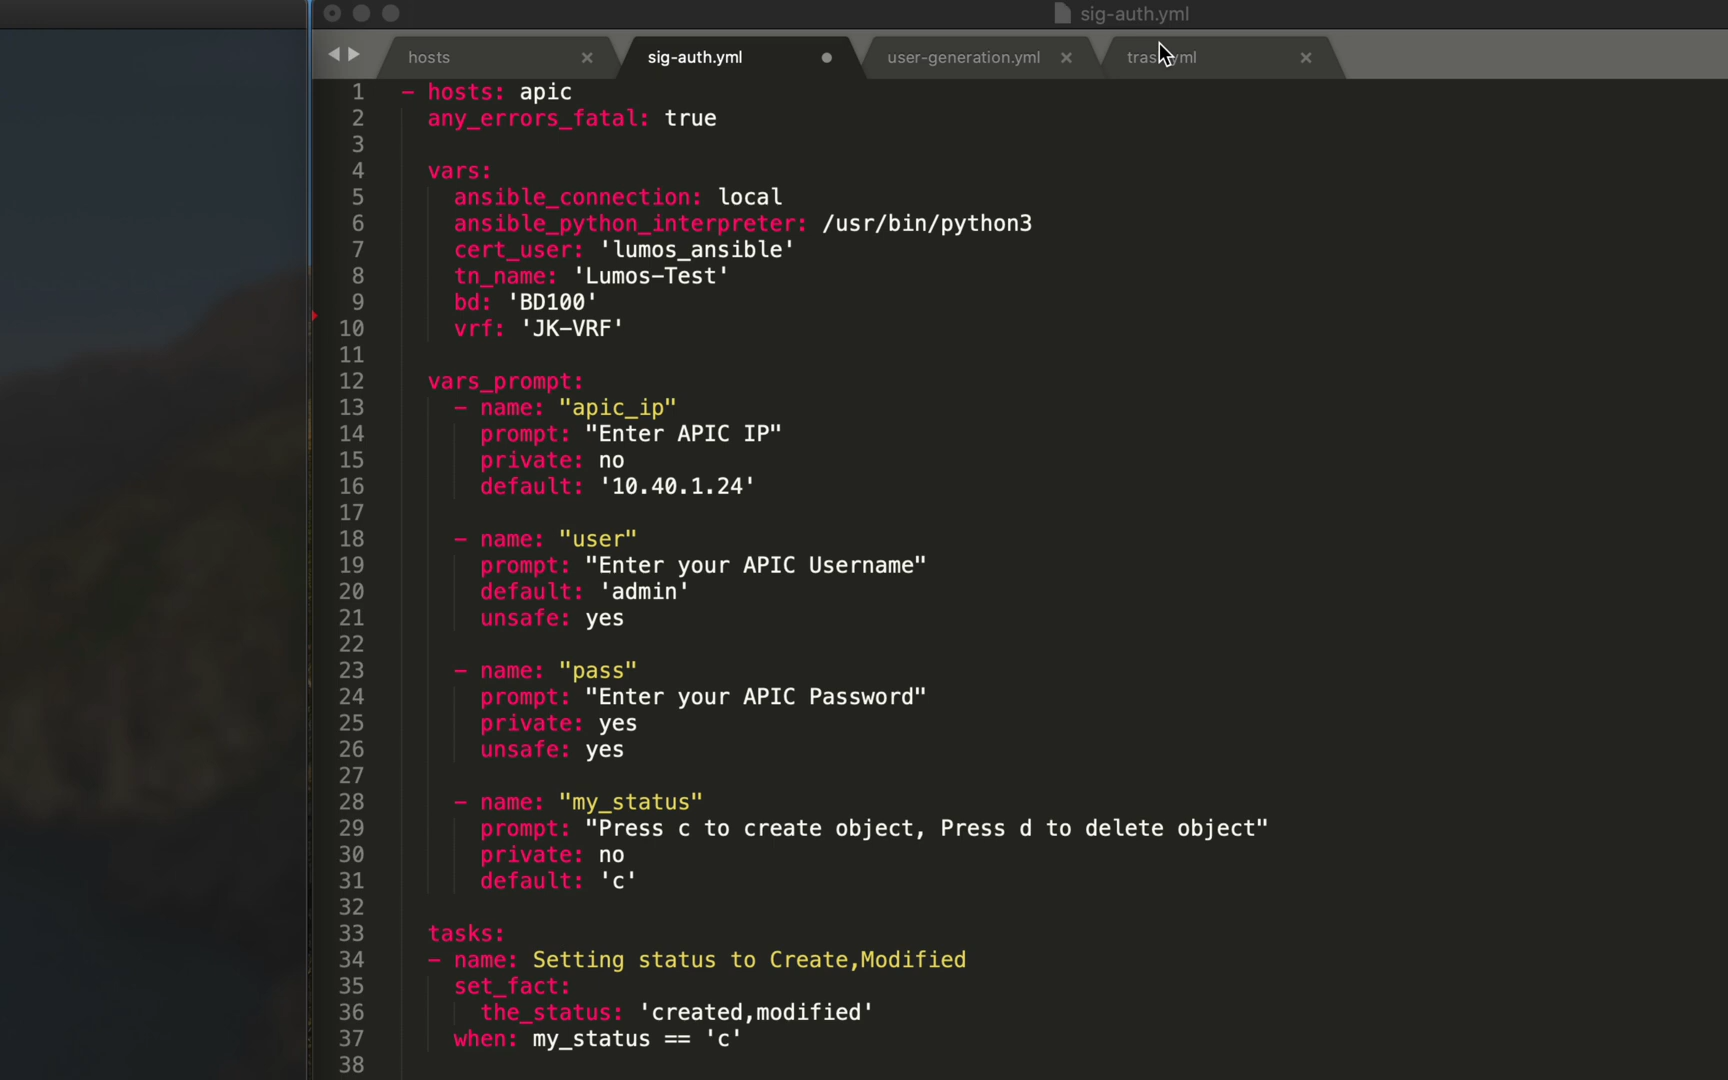 sig-auth.yml
hosts
sig-auth.yml
user-generation.yml
1 - hosts: apic
2 any_errors_fatal: true
3
4 vars:
5 ansible_connection: local
6 ansible_python_interpreter: /usr/bin/python3
7 cert_user: 'lumos_ansible'
8 tn_name: 'Lumos-Test'
9 bd: 'BD100'
10 vrf: 'JK-VRF'
11
12 vars_prompt:
13 - name: "apic_ip"
14 prompt: "Enter APIC IP"
15 private: no
16 default: '10.40.1.24'
17
18 - name: "user"
19 prompt: "Enter your APIC Username"
20 default: 'admin'
21 unsafe: yes
22
23 - name: "pass"
24 prompt: "Enter your APIC Password"
25 private: yes
26 unsafe: yes
27
28 - name: "my_status"
29 prompt: "Press c to create object, Press d to delete object"
30 private: no
31 default: 'c'
32
33 tasks:
34 - name: Setting status to Create,Modified
35 set_fact:
36 the_status: 'created,modified'
37 when: my_status == 'c'
38